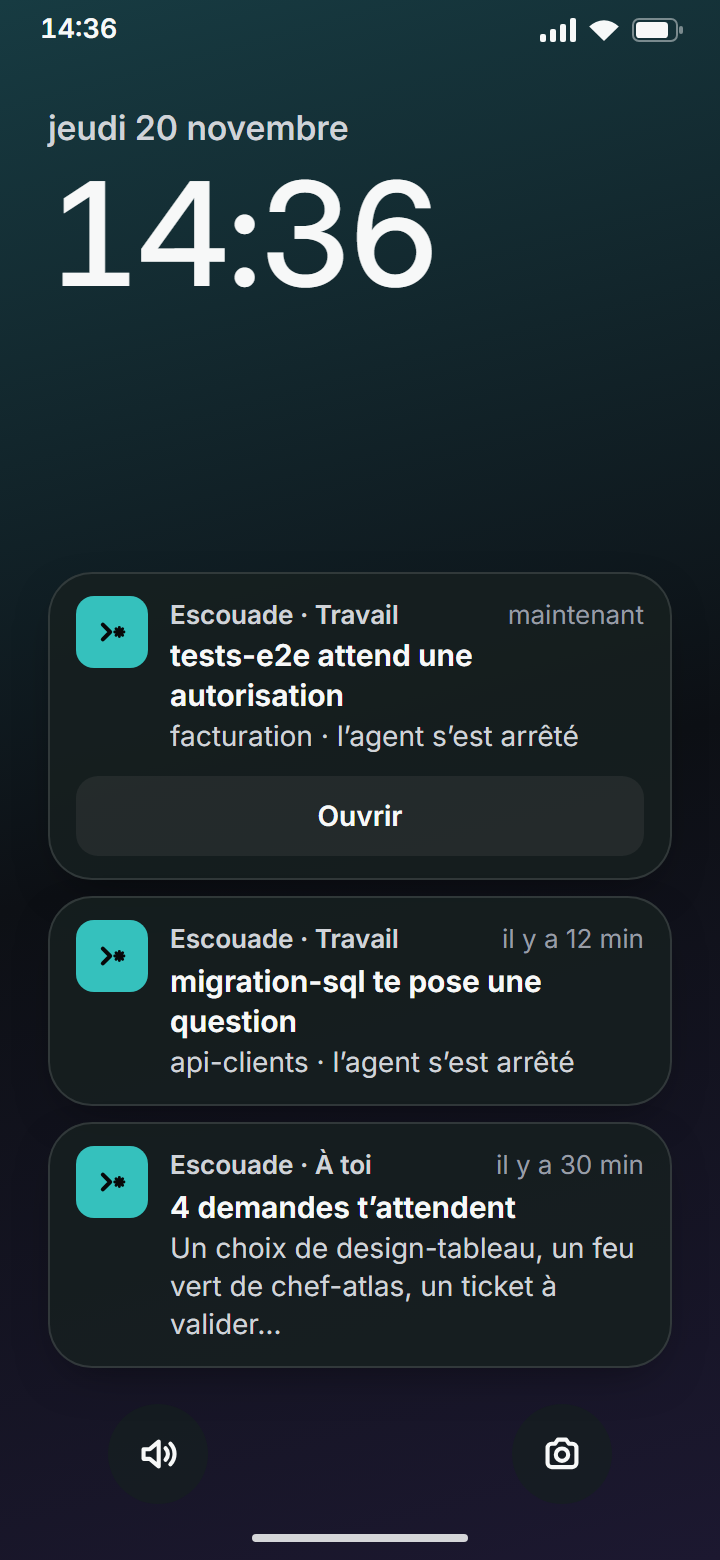 14:36
jeudi 20 novembre
14:36
Escouade · Travail
maintenant
tests-e2e attend une
autorisation
facturation · l’agent s’est arrêté
Ouvrir
Escouade · Travail
il y a 12 min
migration-sql te pose une
question
api-clients · l’agent s’est arrêté
Escouade · À toi
il y a 30 min
4 demandes t’attendent
Un choix de design-tableau, un feu
vert de chef-atlas, un ticket à
valider…